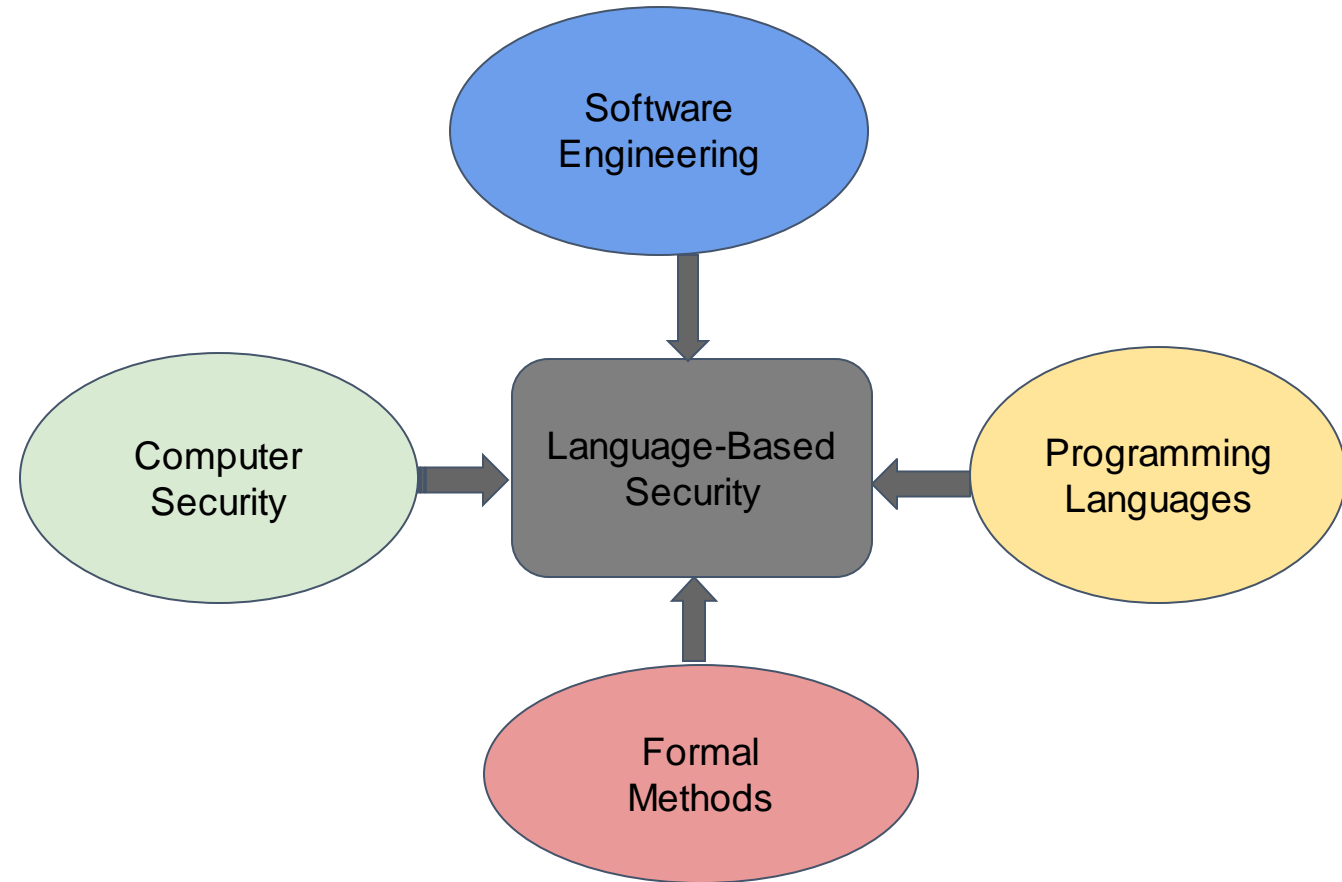 Software
Engineering
Computer
Security
Language-Based
Security
Programming
Languages
Formal
Methods